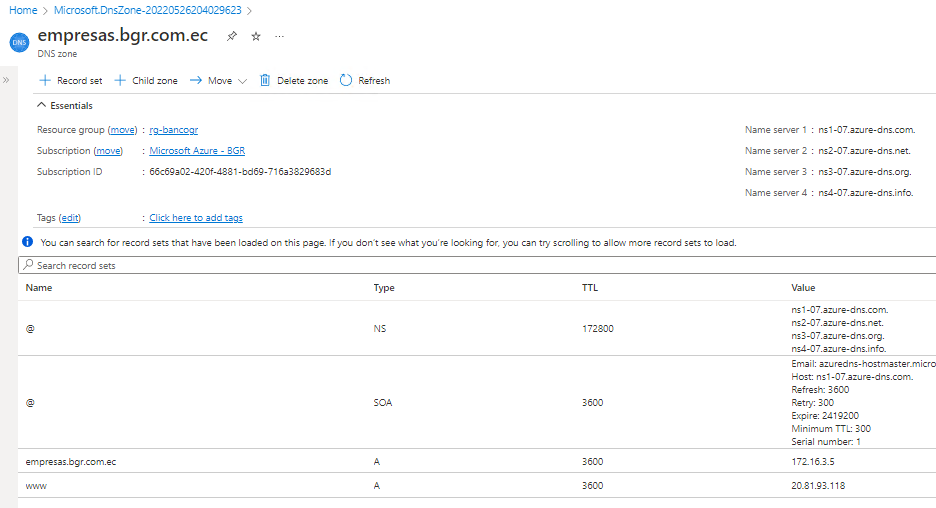 Home > Microsoft.DnsZone-20220526204029623 >
empresas.bgr.com.ec
DNS
DNS zone
Record set Child zone Move Delete zone Refresh
Essentials
Resource group (move) : rg-bancogr
Subscription (move) : Microsoft Azure - BGR
Subscription ID : 66c69a02-420f-4881-bd69-716a3829683d
Name server 1 : ns1-07.azure-dns.com.
Name server 2 : ns2-07.azure-dns.net.
Name server 3 : ns3-07.azure-dns.org.
Name server 4 : ns4-07.azure-dns.info.
Tags (edit) : Click here to add tags
You can search for record sets that have been loaded on this page. If you don't see what you're looking for, you can try scrolling to allow more record sets to load.
Search record sets
Name Type TTL Value
@ NS 172800
ns1-07.azure-dns.com.
ns2-07.azure-dns.net.
ns3-07.azure-dns.org.
ns4-07.azure-dns.info.
@ SOA 3600
Email: azuredns-hostmaster.micro
Host: ns1-07.azure-dns.com.
Refresh: 3600
Retry: 300
Expire: 2419200
Minimum TTL: 300
Serial number: 1
empresas.bgr.com.ec A 3600 172.16.3.5
www A 3600 20.81.93.118